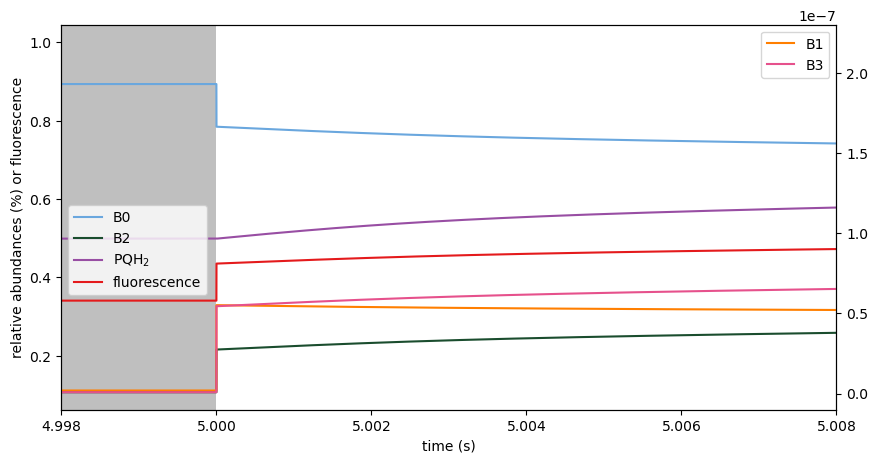 1e−7
1.0
0.8
0.6
0.4
0.2
relative abundances (%) or fluorescence
B0
B2
PQH₂
fluorescence
B1
B3
2.0
1.5
1.0
0.5
0.0
4.998
5.000
5.002
5.004
5.006
5.008
time (s)